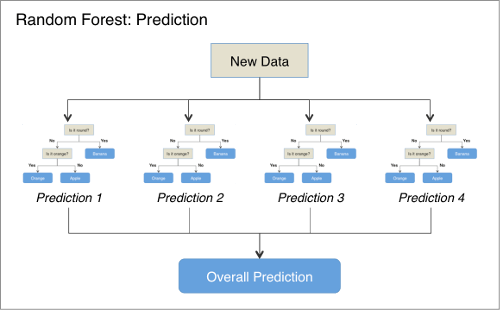 Random Forest: Prediction
New Data
Is it round?
No
Yes
Is it orange?
Banana
Yes
No
Orange
Apple
Prediction 1
Is it round?
No
Yes
Is it orange?
Banana
Yes
No
Orange
Apple
Prediction 2
Is it round?
No
Yes
Is it orange?
Banana
Yes
No
Orange
Apple
Prediction 3
Is it round?
No
Yes
Is it orange?
Banana
Yes
No
Orange
Apple
Prediction 4
Overall Prediction